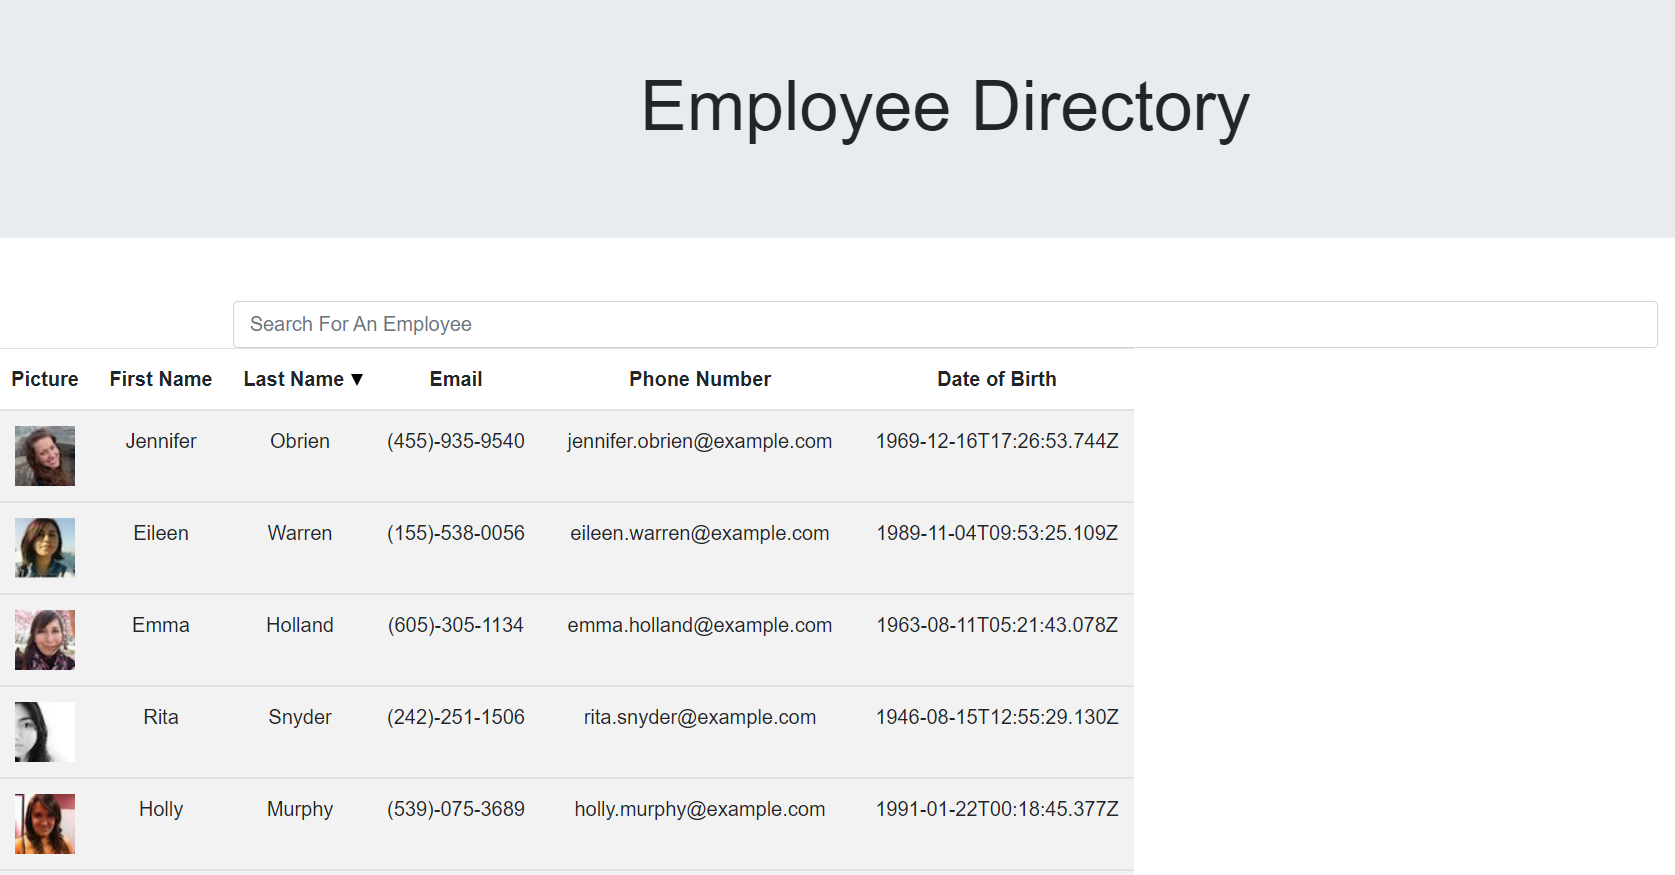 Employee Directory
Search For An Employee
Picture First Name Last Name ▼ Email Phone Number Date of Birth
Jennifer Obrien (455)-935-9540 jennifer.obrien@example.com 1969-12-16T17:26:53.744Z
Eileen Warren (155)-538-0056 eileen.warren@example.com 1989-11-04T09:53:25.109Z
Emma Holland (605)-305-1134 emma.holland@example.com 1963-08-11T05:21:43.078Z
Rita Snyder (242)-251-1506 rita.snyder@example.com 1946-08-15T12:55:29.130Z
Holly Murphy (539)-075-3689 holly.murphy@example.com 1991-01-22T00:18:45.377Z